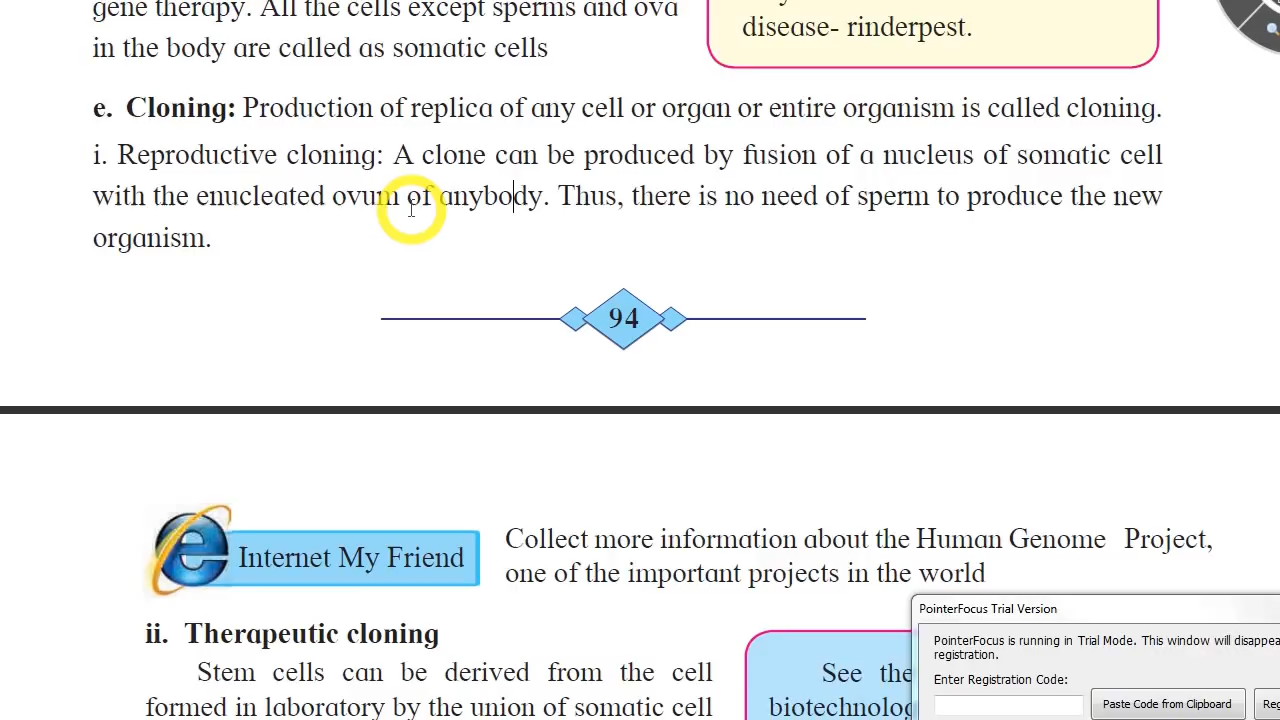 gene therapy. All the cells except sperms and ova
in the body are called as somatic cells
disease- rinderpest.
e. Cloning: Production of replica of any cell or organ or entire organism is called cloning.
i. Reproductive cloning: A clone can be produced by fusion of a nucleus of somatic cell
with the enucleated ovum of anybody. Thus, there is no need of sperm to produce the new
organism.
94
Internet My Friend
Collect more information about the Human Genome Project,
one of the important projects in the world
ii. Therapeutic cloning
Stem cells can be derived from the cell
formed in laboratory by the union of somatic cell
See the
PointerFocus Trial Version
PointerFocus is running in Trial Mode. This window will
registration.
Enter Registration Code:
Paste Code from Clipboard